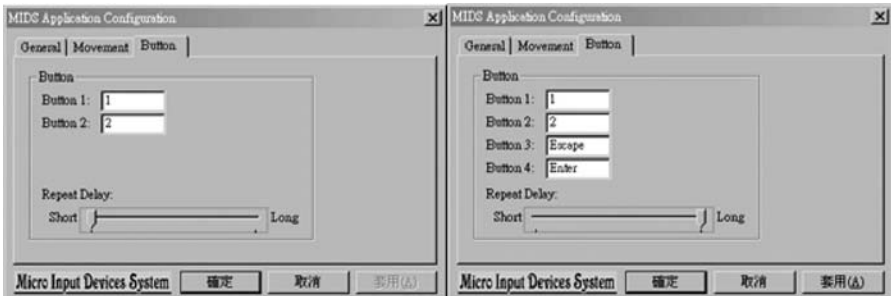 MIDS Application Configuration
General Movement Button
Button
Button 1: 1
Button 2: 2
Repeat Delay:
Short Long
Micro Input Devices System 確定 取消 套用(A)
MIDS Application Configuration
General Movement Button
Button
Button 1: 1
Button 2: 2
Button 3: Escape
Button 4: Enter
Repeat Delay:
Short Long
Micro Input Devices System 確定 取消 套用(A)